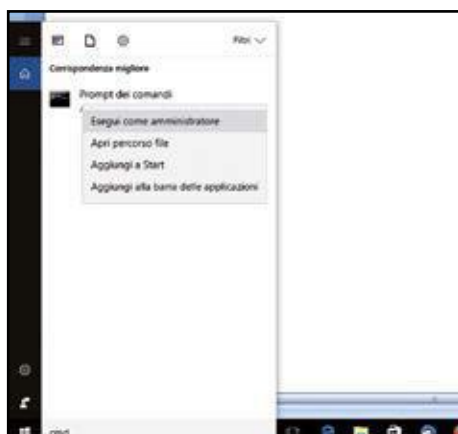 Filtri
Corrispondenza migliore
Prompt dei comandi
Esegui come amministratore
Apri percorso file
Aggiungi a Start
Aggiungi alla barra delle applicazioni
cmd